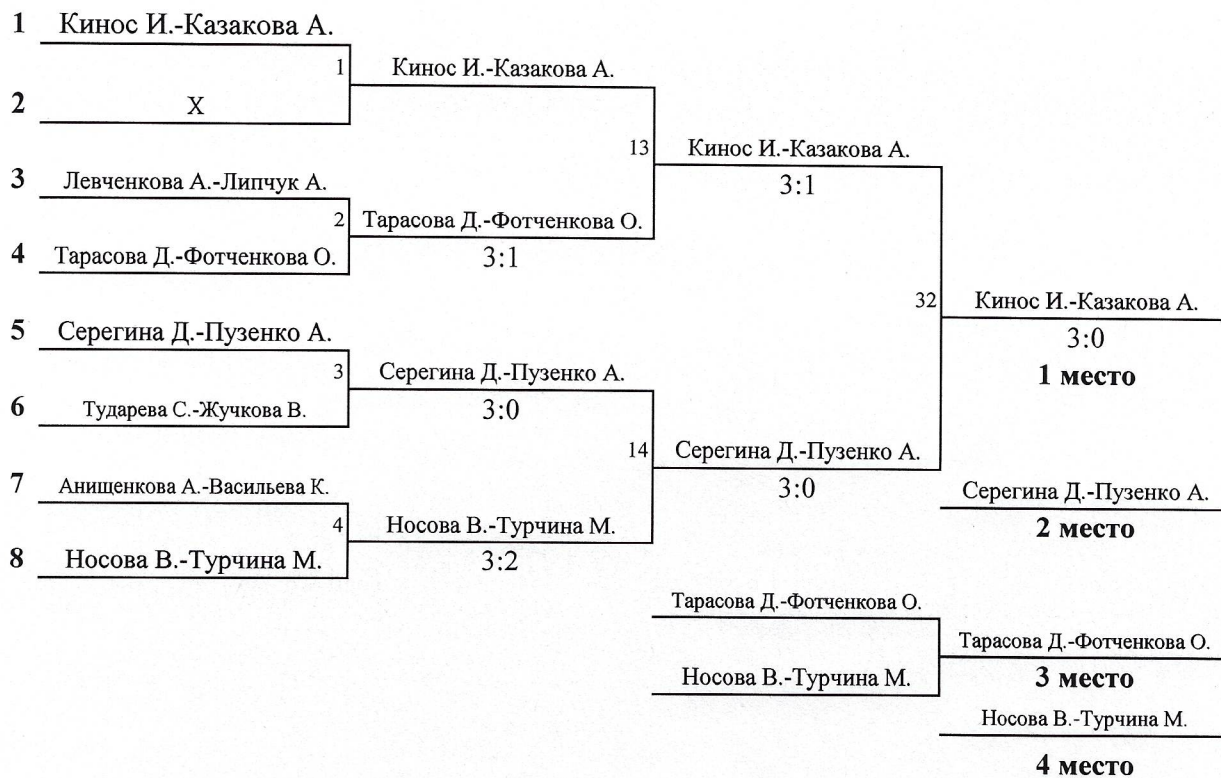 1 Кинос И.-Казакова А.
1 Кинос И.-Казакова А.
2 X
13 Кинос И.-Казакова А.
3:1
3 Левченкова А.-Липчук А.
2 Тарасова Д.-Фотченкова О.
3:1
4 Тарасова Д.-Фотченкова О.
32 Кинос И.-Казакова А.
3:0
1 место
5 Серегина Д.-Пузенко А.
3 Серегина Д.-Пузенко А.
3:0
6 Тударева С.-Жучкова В.
14 Серегина Д.-Пузенко А.
3:0
7 Анищенкова А.-Васильева К.
Серегина Д.-Пузенко А.
2 место
4 Носова В.-Турчина М.
3:2
8 Носова В.-Турчина М.
Тарасова Д.-Фотченкова О.
Тарасова Д.-Фотченкова О.
3 место
Носова В.-Турчина М.
Носова В.-Турчина М.
4 место